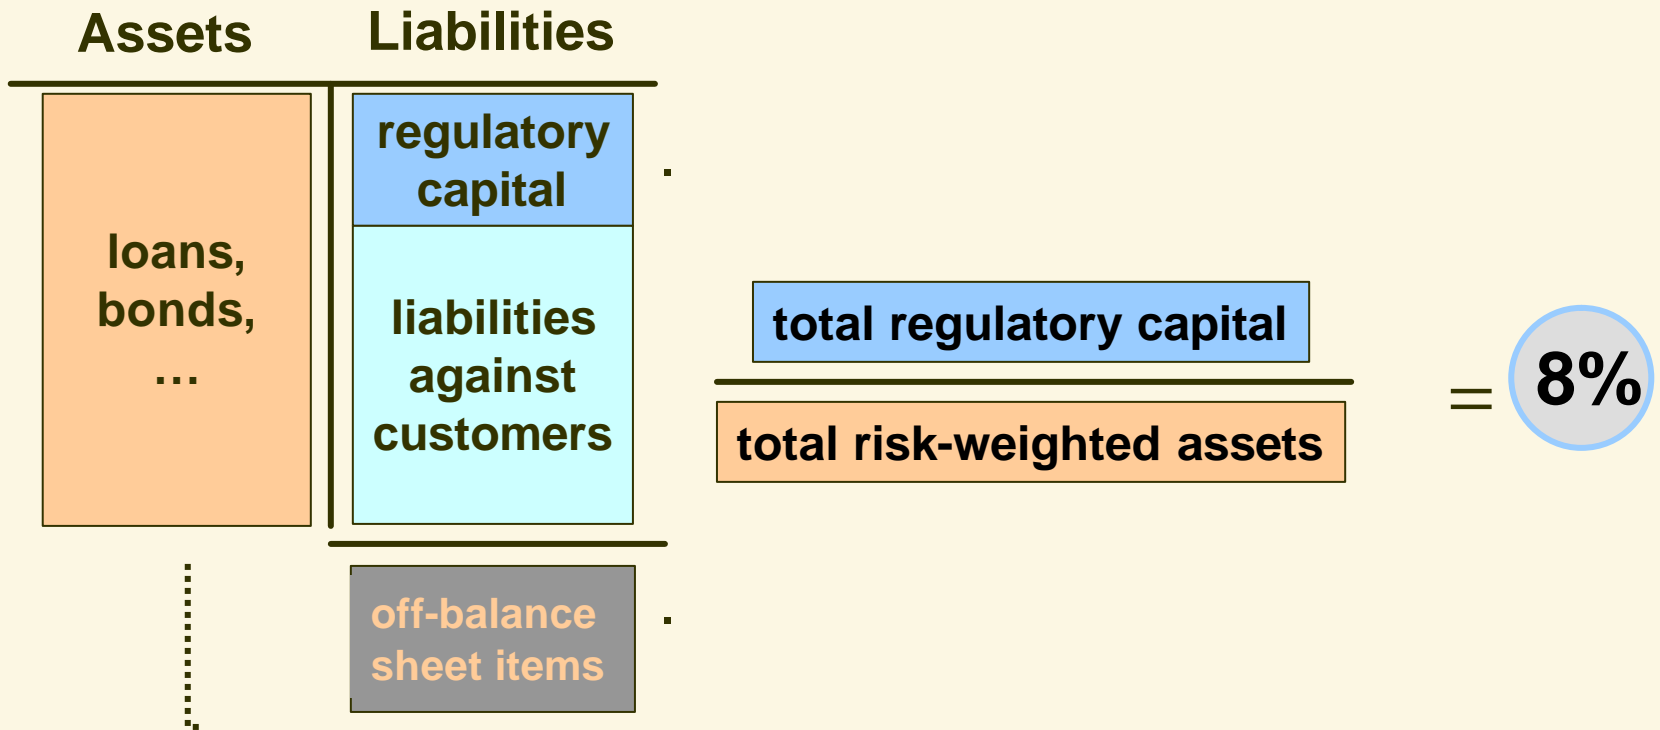 Assets
Liabilities
loans,
bonds,
…
regulatory
capital
liabilities
against
customers
off-balance
sheet items
total regulatory capital
total risk-weighted assets
=
8%